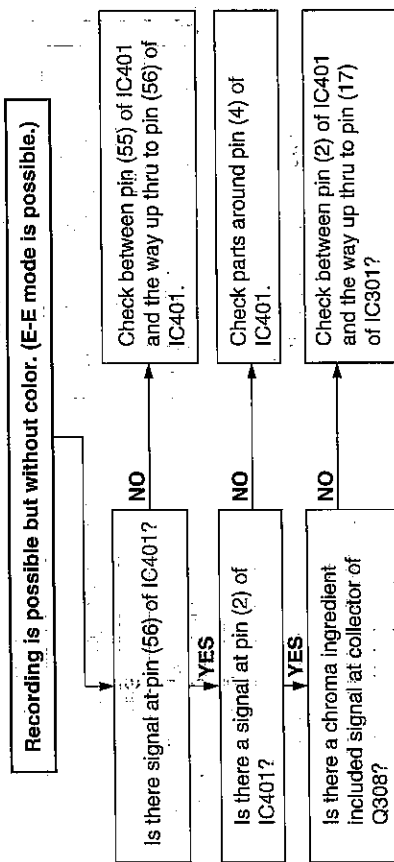 Recording is possible but without color. (E-E mode is possible.)
Is there signal at pin (56) of IC401?
NO
Check between pin (55) of IC401
and the way up thru to pin (56) of
IC401.
YES
Is there a signal at pin (2) of
IC401?
NO
Check parts around pin (4) of
IC401.
YES
Is there a chroma ingredient
included signal at collector of
Q308?
NO
Check between pin (2) of IC401
and the way up thru to pin (17)
of IC301?